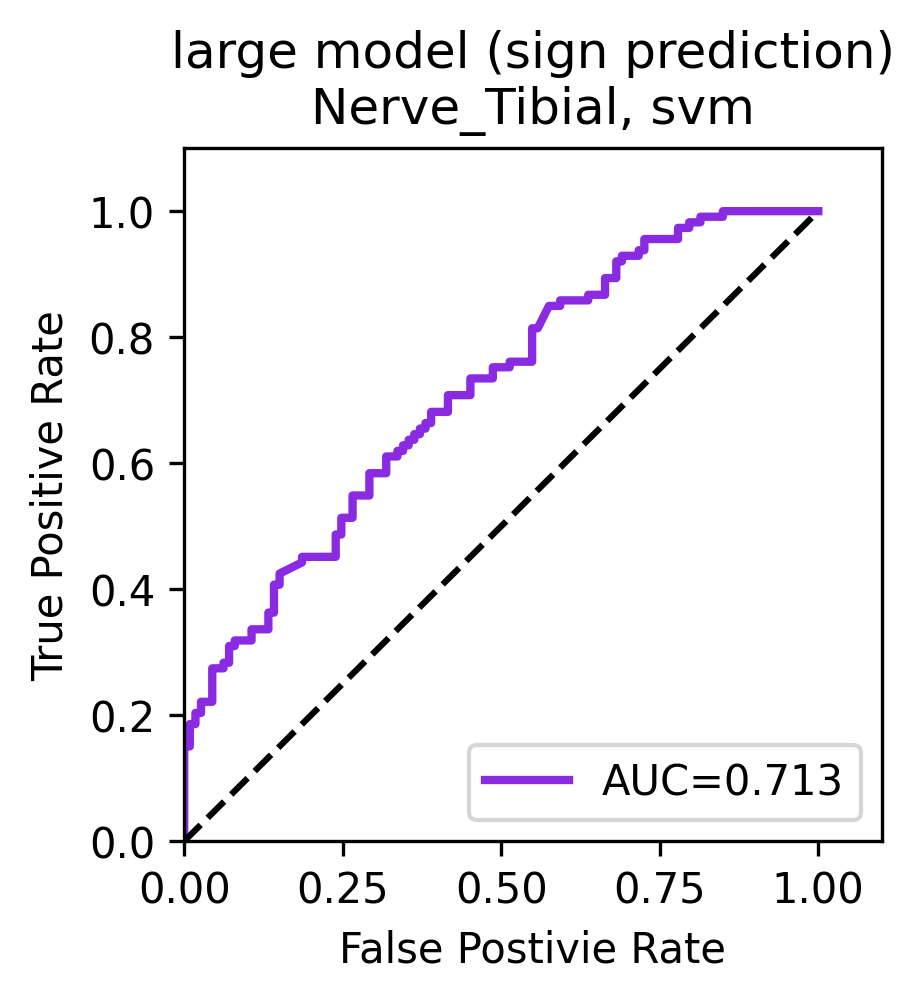 large model (sign prediction)
Nerve_Tibial, svm
True Positive Rate
1.0
0.8
0.6
0.4
0.2
0.0
AUC=0.713
0.00 0.25 0.50 0.75 1.00
False Postivie Rate